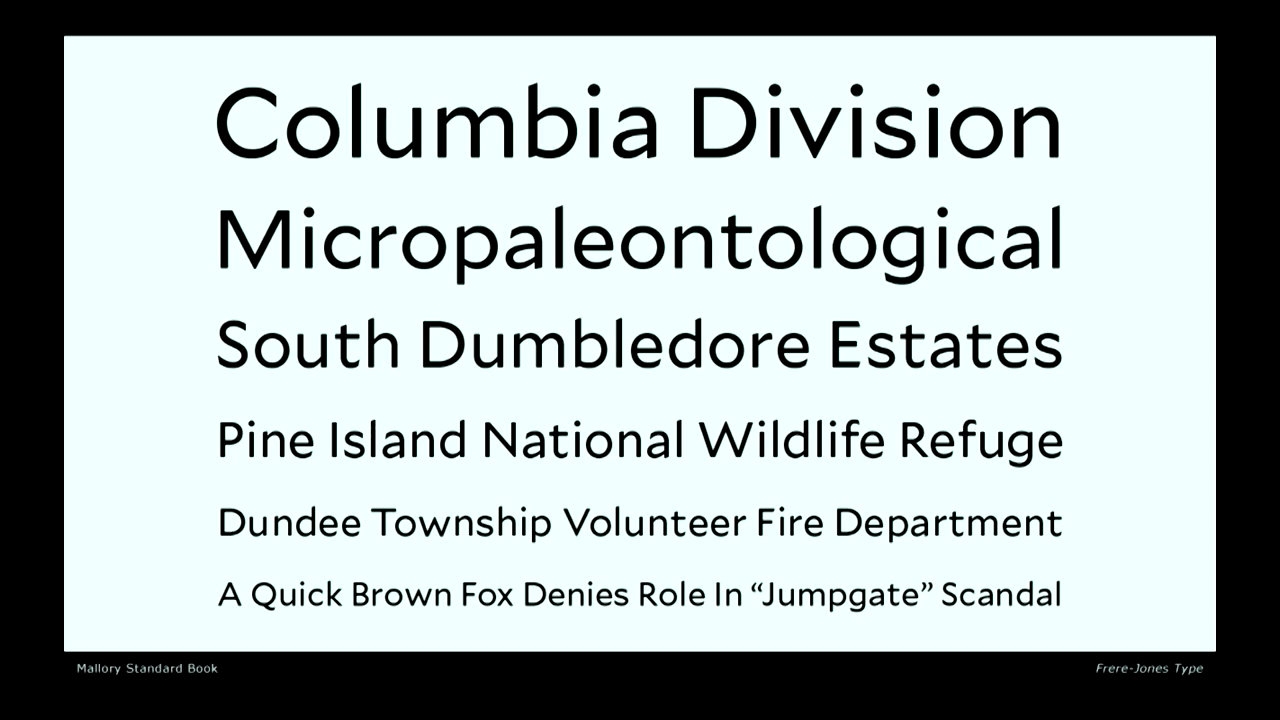 Columbia Division
Micropaleontological
South Dumbledore Estates
Pine Island National Wildlife Refuge
Dundee Township Volunteer Fire Department
A Quick Brown Fox Denies Role In “Jumpgate” Scandal
Mallory Standard Book
Frere-Jones Type